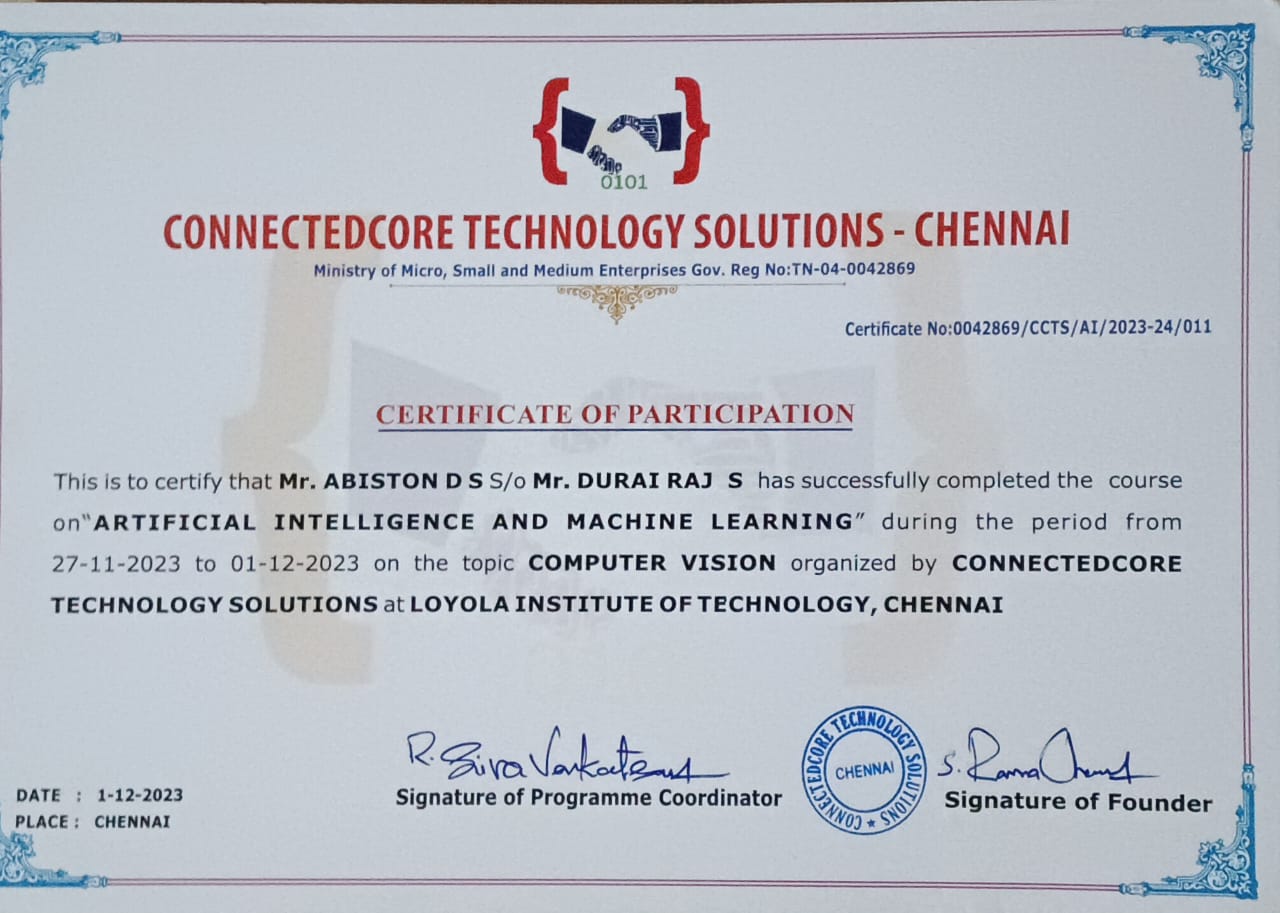 0101
CONNECTEDCORE TECHNOLOGY SOLUTIONS - CHENNAI
Ministry of Micro, Small and Medium Enterprises Gov. Reg No:TN-04-0042869
Certificate No:0042869/CCTS/AI/2023-24/011
CERTIFICATE OF PARTICIPATION
This is to certify that Mr. ABISTON D S S/o Mr. DURAI RAJ S has successfully completed the course
on“ARTIFICIAL INTELLIGENCE AND MACHINE LEARNING” during the period from
27-11-2023 to 01-12-2023 on the topic COMPUTER VISION organized by CONNECTEDCORE
TECHNOLOGY SOLUTIONS at LOYOLA INSTITUTE OF TECHNOLOGY, CHENNAI
R. Siva
Signature of Programme Coordinator
CONNECTEDCORE TECHNOLOGY SOLUTIONS ★
CHENNAI
S. Rama
Signature of Founder
DATE : 1-12-2023
PLACE : CHENNAI